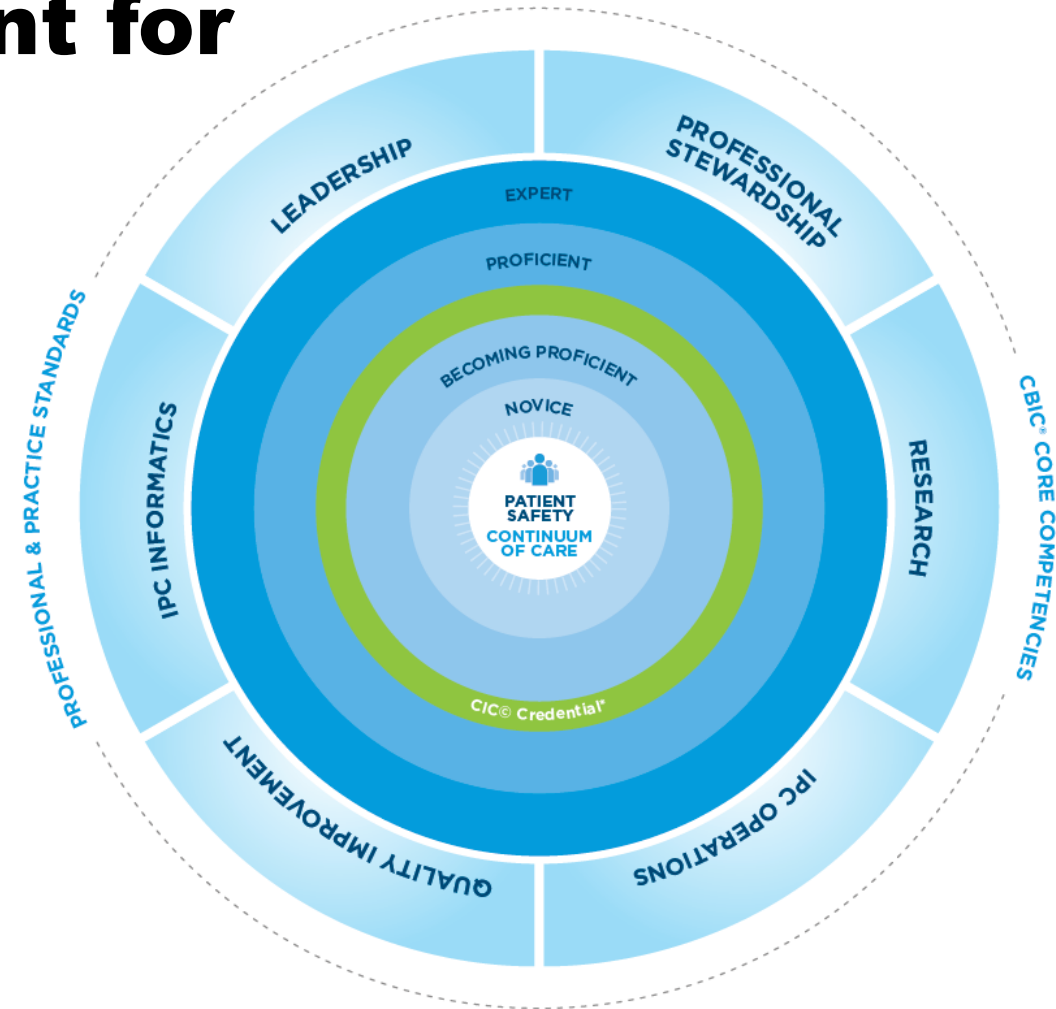 nt for
LEADERSHIP
PROFESSIONAL
STEWARDSHIP
EXPERT
PROFICIENT
BECOMING PROFICIENT
NOVICE
PATIENT
SAFETY
CONTINUUM
OF CARE
CIC© Credential*
PROFESSIONAL & PRACTICE STANDARDS
IPC INFORMATICS
RESEARCH
CBIC® CORE COMPETENCIES
QUALITY IMPROVEMENT
IPC OPERATIONS